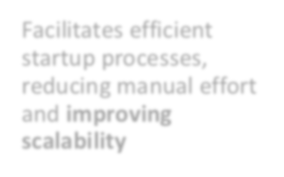 Facilitates efficient
startup processes,
reducing manual effort
and improving
scalability